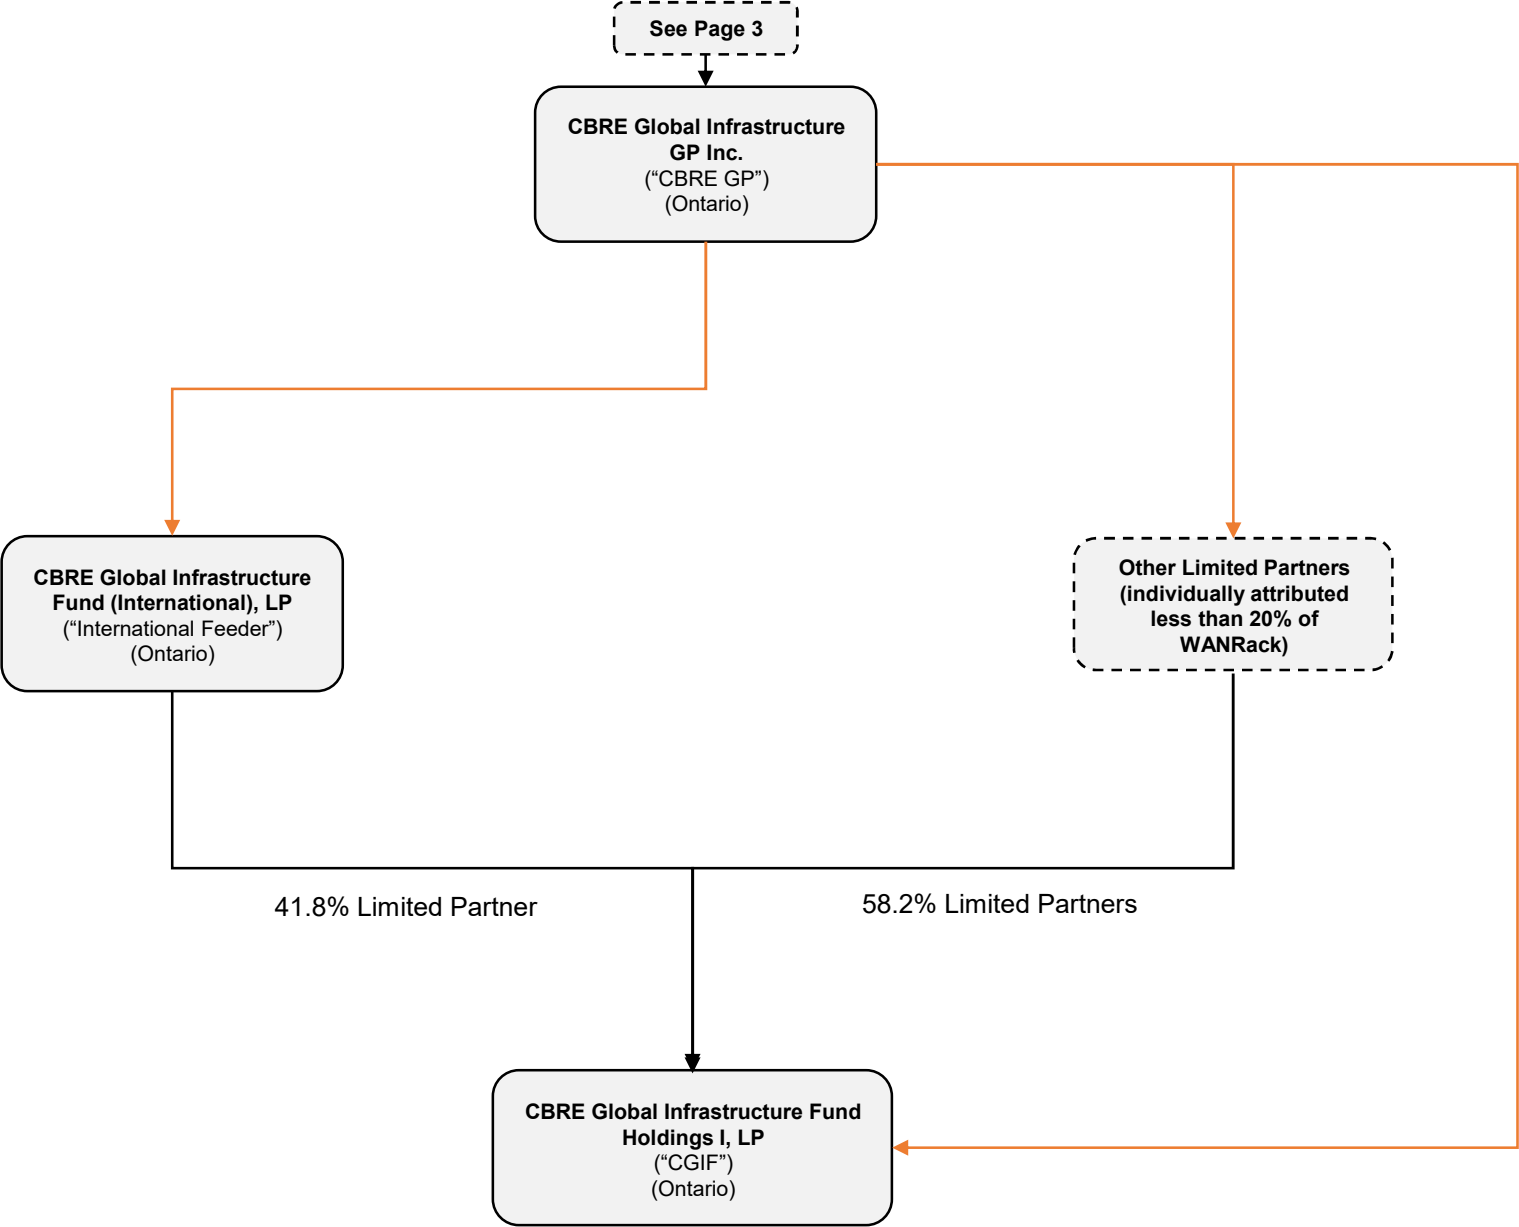 See Page 3
CBRE Global Infrastructure
GP Inc.
(“CBRE GP”)
(Ontario)
CBRE Global Infrastructure
Fund (International), LP
(“International Feeder”)
(Ontario)
Other Limited Partners
(individually attributed
less than 20% of
WANRack)
41.8% Limited Partner
58.2% Limited Partners
CBRE Global Infrastructure Fund
Holdings I, LP
(“CGIF”)
(Ontario)